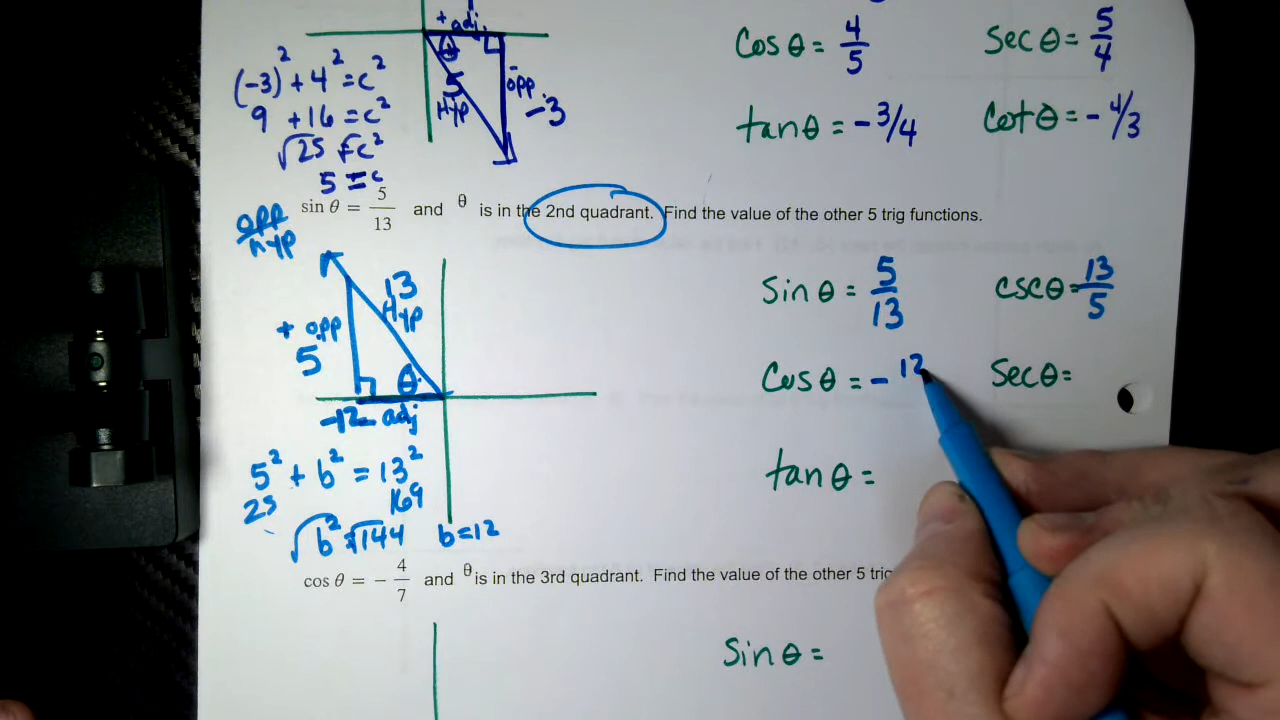 + adj.
θ
5
Hyp
opp
-3
(-3)² + 4² = c²
9 + 16 = c²
√25 = c²
5 = c
cos θ = 4/5
sec θ = 5/4
tan θ = - 3/4
cot θ = - 4/3
sin θ = 5/13 and θ is in the 2nd quadrant. Find the value of the other 5 trig functions.
opp/Hyp
13
Hyp
+ opp
5
θ
-12 - adj
5² + b² = 13²
25 169
√b² = √144 b=12
sin θ = 5/13
csc θ = 13/5
cos θ = - 12
sec θ =
tan θ =
cos θ = - 4/7 and θ is in the 3rd quadrant. Find the value of the other 5
sin θ =